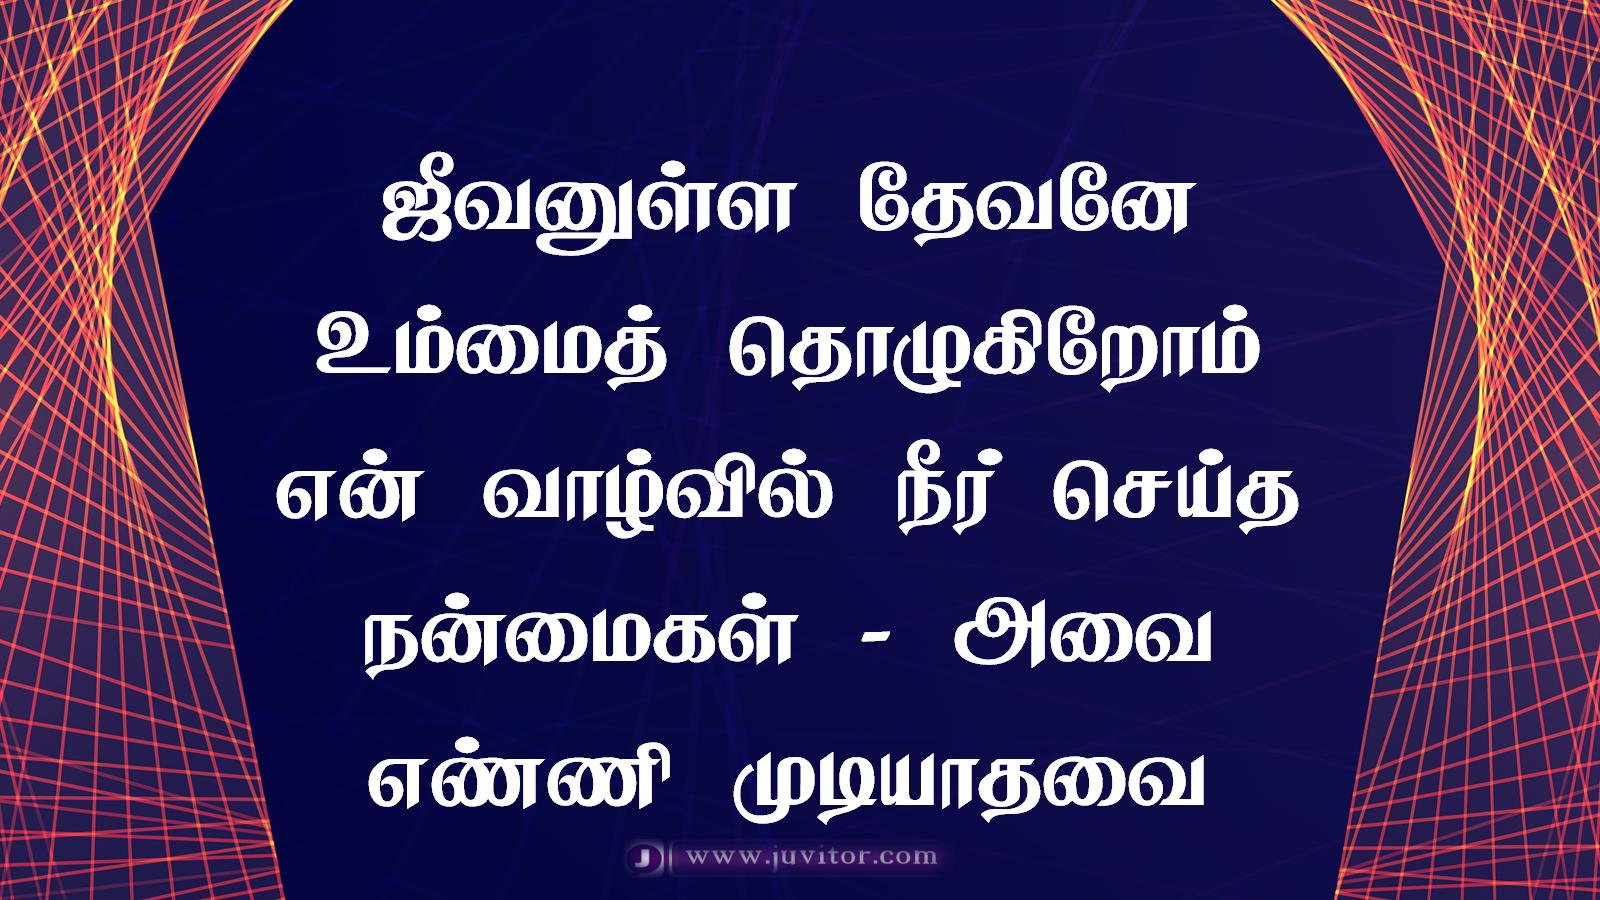 ஜீவனுள்ள தேவனே
உம்மைத் தொழுகிறோம்
என் வாழ்வில் நீர் செய்த
நன்மைகள் - அவை
எண்ணி முடியாதவை
J | www.juvitor.com